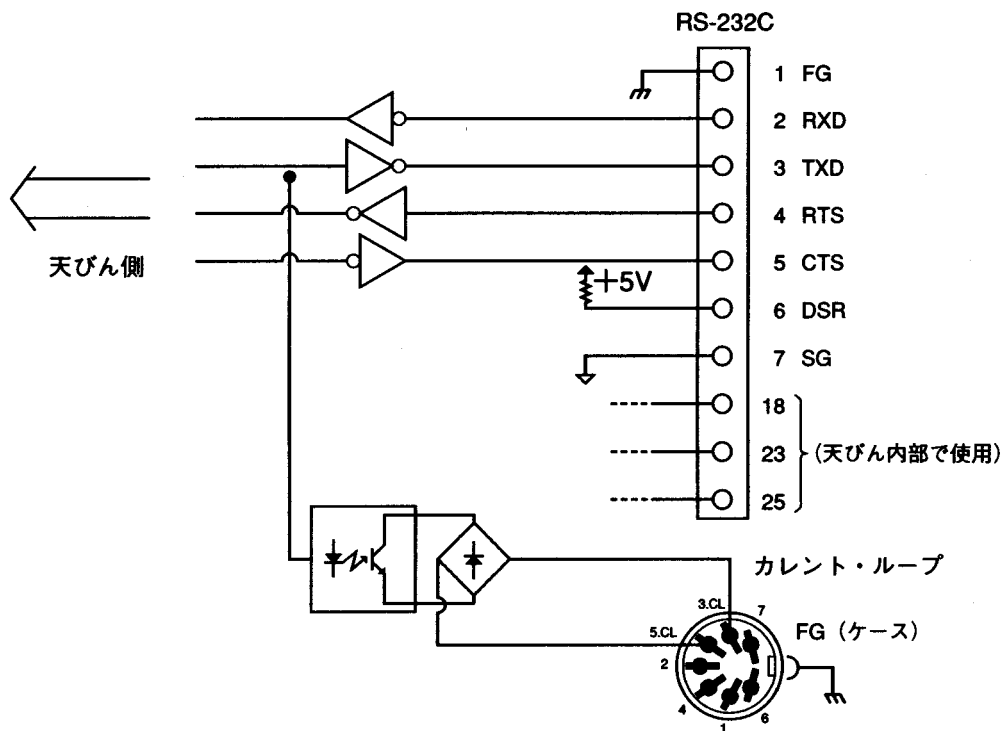 RS-232C
1 FG
2 RXD
3 TXD
4 RTS
天びん側
5 CTS
+5V
6 DSR
7 SG
18
23 (天びん内部で使用)
25
カレント・ループ
3.CL
7
5.CL
FG (ケース)
2
4
6
1